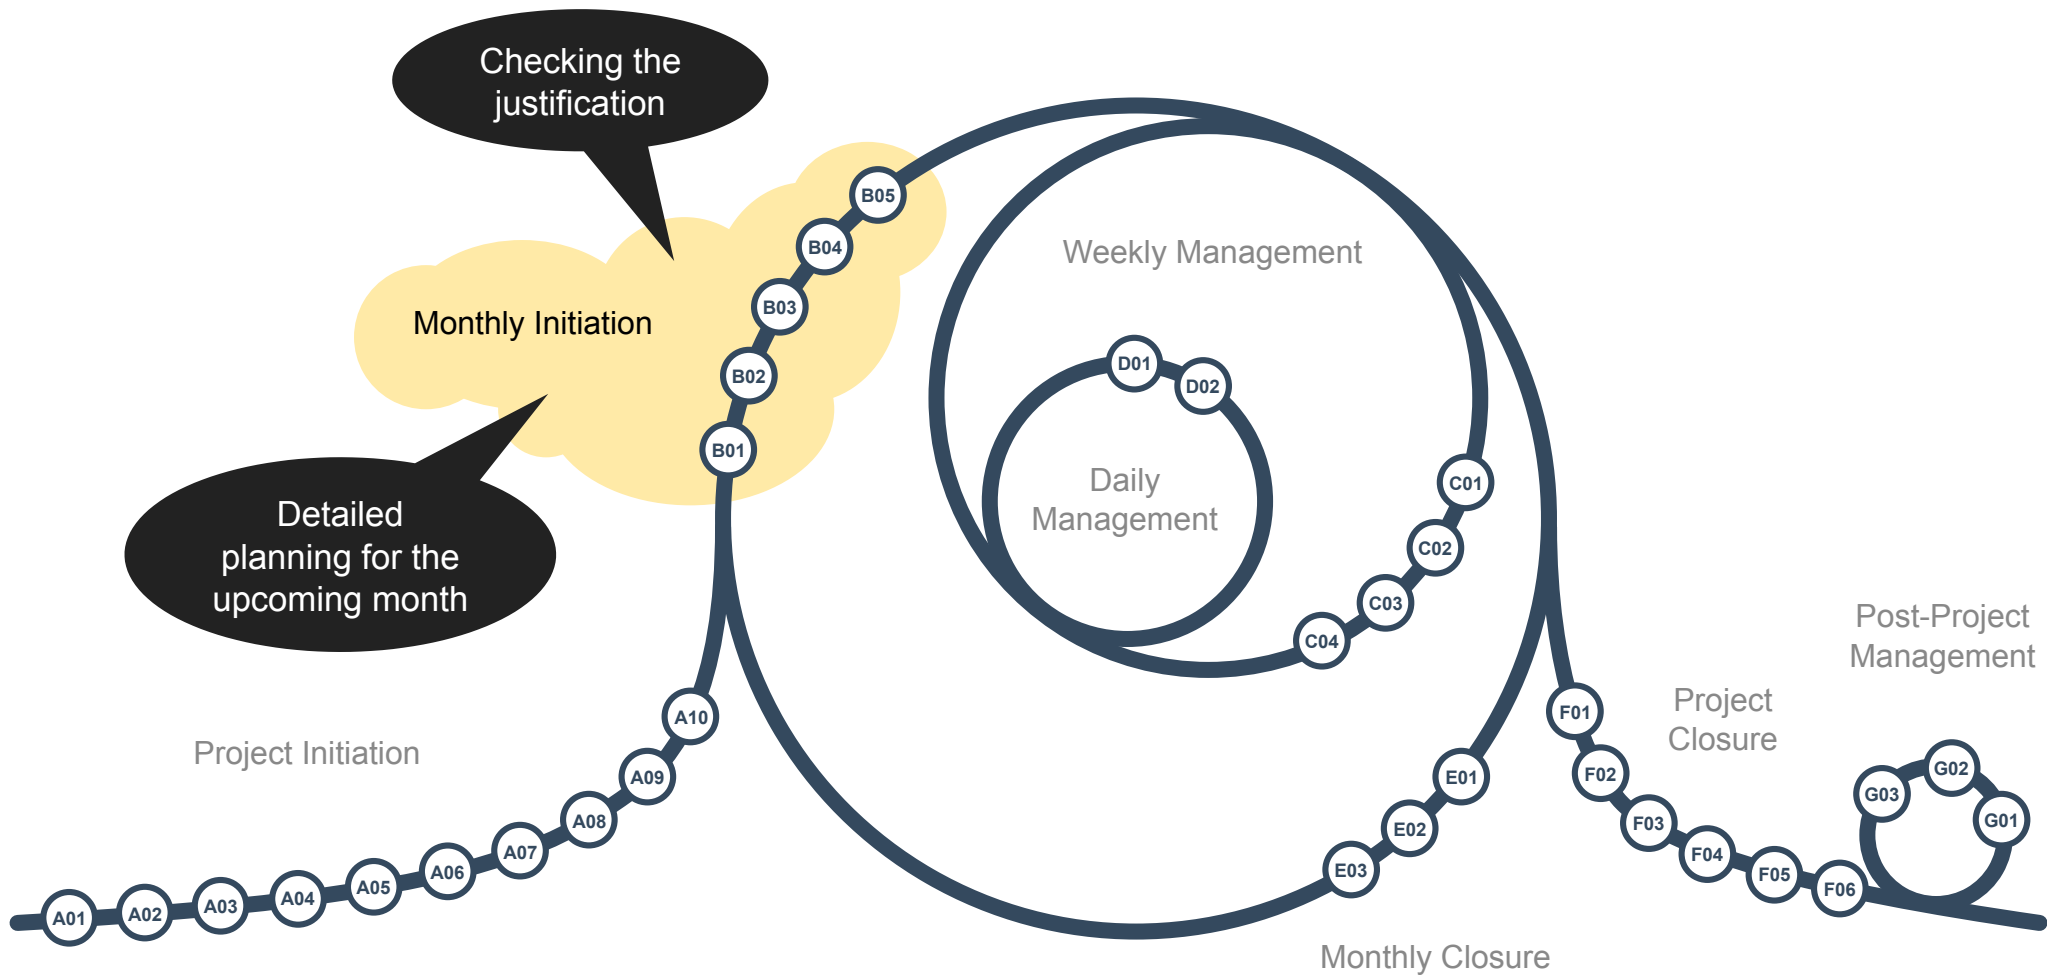 Checking the
justification
B05
B04
Weekly Management
B03
Monthly Initiation
D01
B02
D02
B01
Daily
Management
C01
Detailed
planning for the
upcoming month
C02
C03
C04
Post-Project
Management
A10
F01
Project
Closure
Project Initiation
A09
E01
F02
G02
G03
A08
E02
F03
G01
A07
F04
A06
E03
F05
A05
F06
A04
A03
A02
A01
Monthly Closure